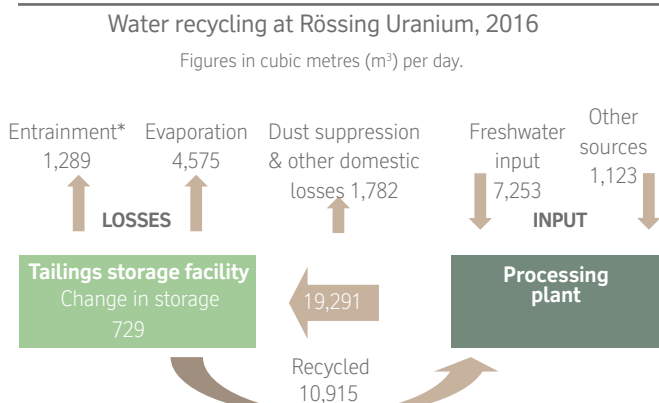 Water recycling at Rössing Uranium, 2016
Figures in cubic metres (m³) per day.
Entrainment*
1,289
Evaporation
4,575
Dust suppression
& other domestic
losses 1,782
Freshwater
input
7,253
Other
sources
1,123
LOSSES
INPUT
Tailings storage facility
Change in storage
729
19,291
Processing
plant
Recycled
10,915